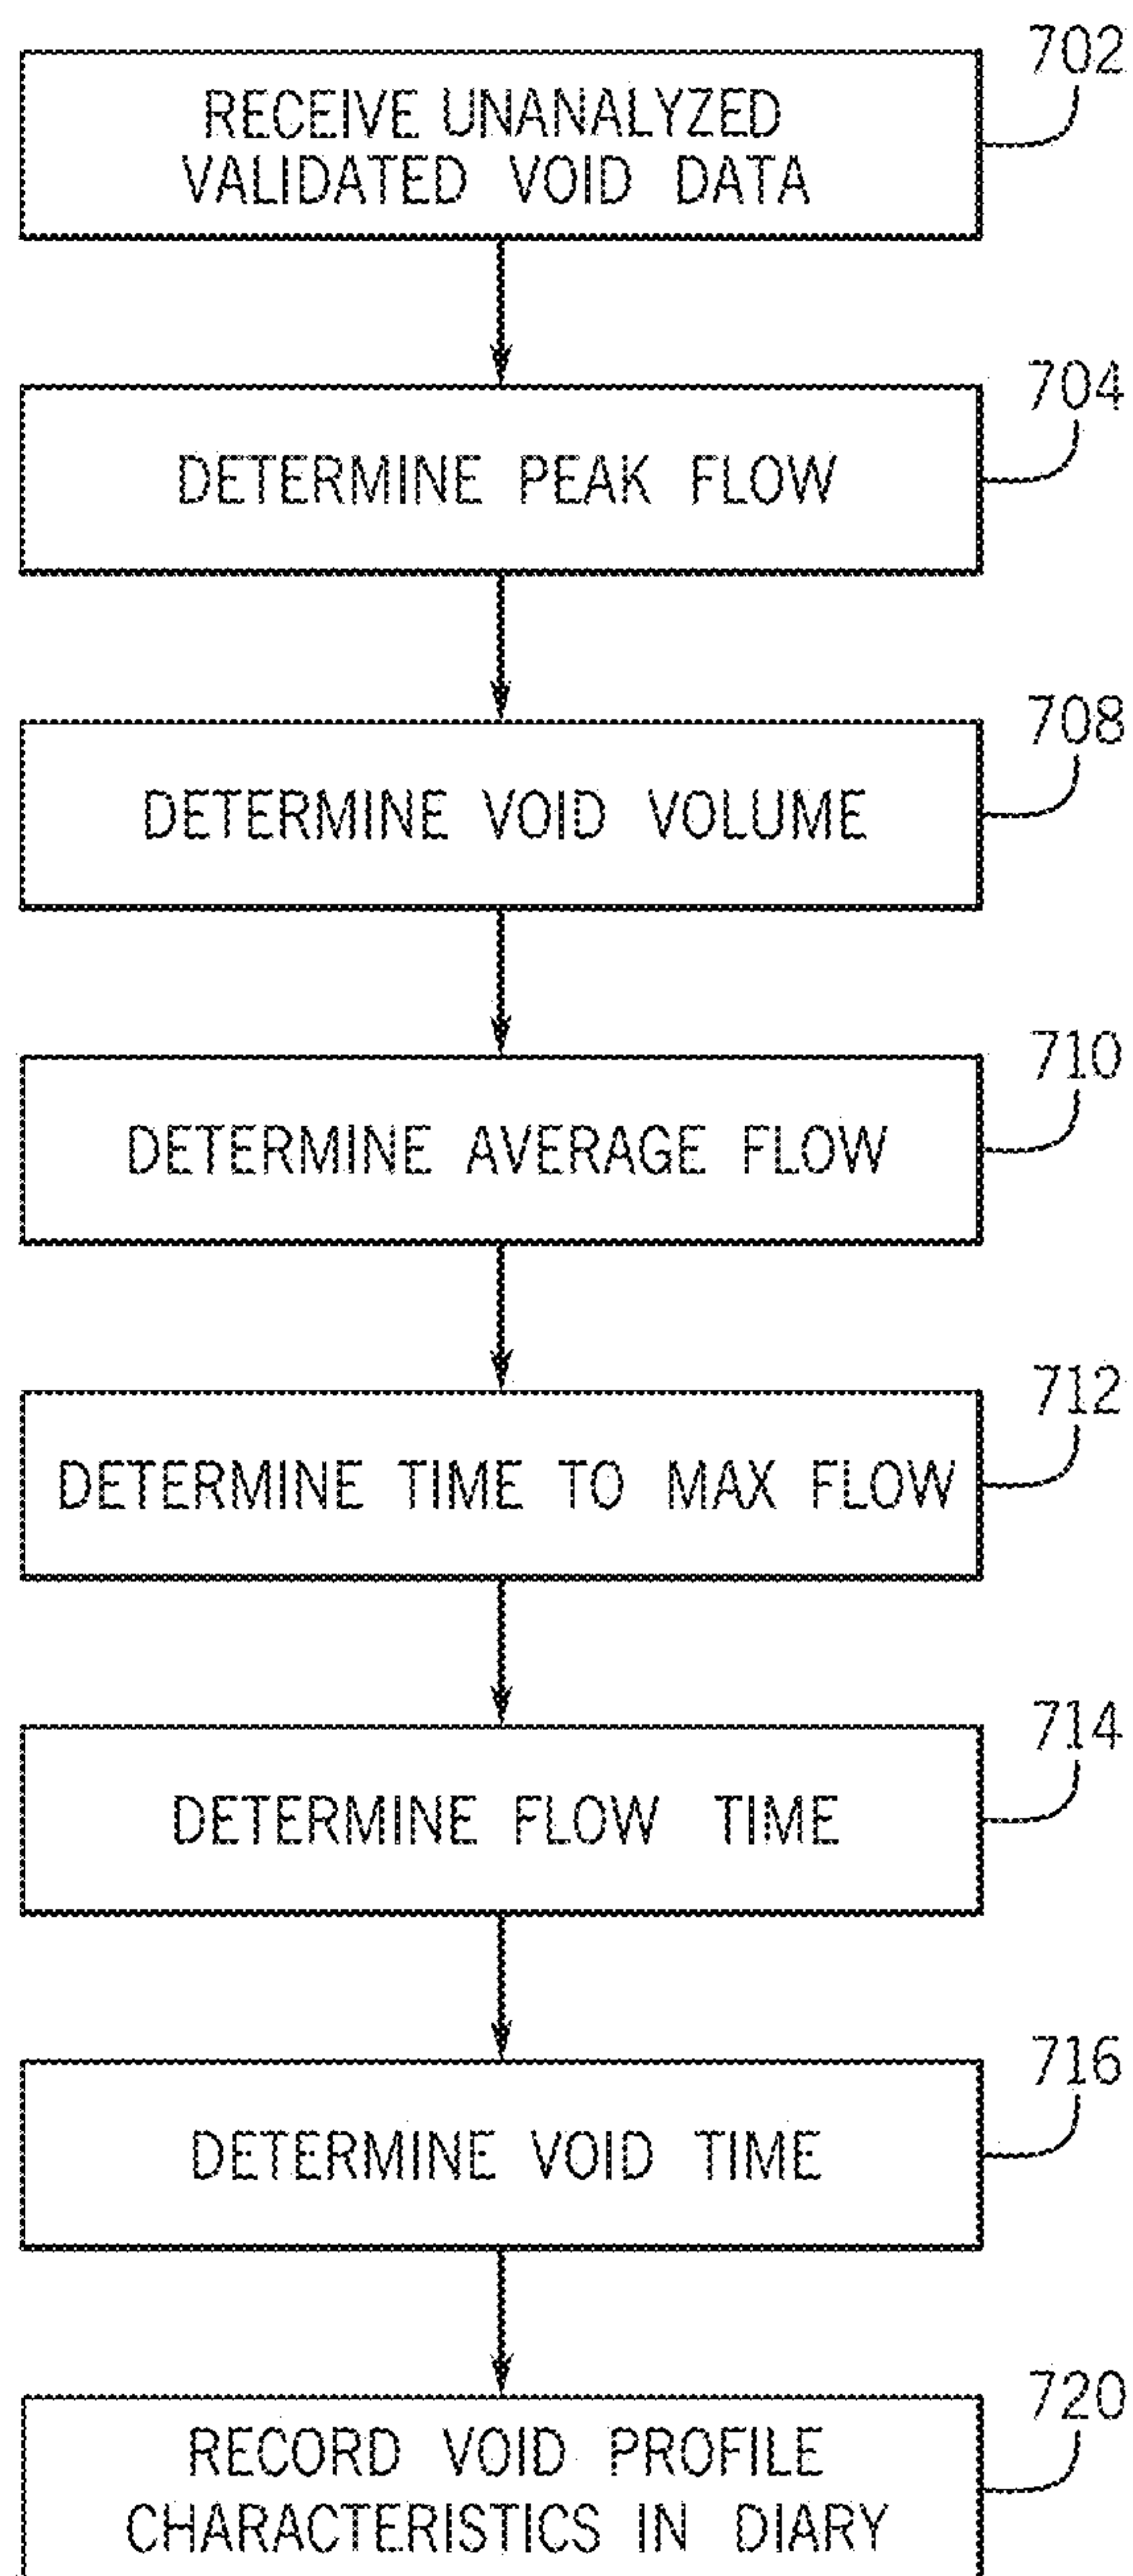 702
RECEIVE UNANALYZED
VALIDATED VOID DATA
704
DETERMINE PEAK FLOW
708
DETERMINE VOID VOLUME
710
DETERMINE AVERAGE FLOW
712
DETERMINE TIME TO MAX FLOW
714
DETERMINE FLOW TIME
716
DETERMINE VOID TIME
720
RECORD VOID PROFILE
CHARACTERISTICS IN DIARY